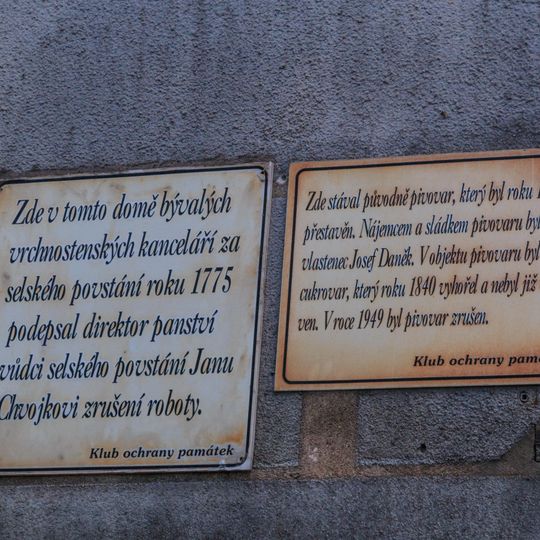 Zde v tomto domě bývalých
vrchnostenských kanceláří za
selského povstání roku 1775
podepsal direktor panství
vůdci selského povstání Janu
Chvojkovi zrušení roboty.
Klub ochrany památek
Zde stával původně pivovar, který byl roku 1
přestavěn. Nájemcem a sládkem pivovaru byl
vlastenec Josef Daněk. V objektu pivovaru byl
cukrovar, který roku 1840 vyhořel a nebyl již
ven. V roce 1949 byl pivovar zrušen.
Klub ochrany pamá